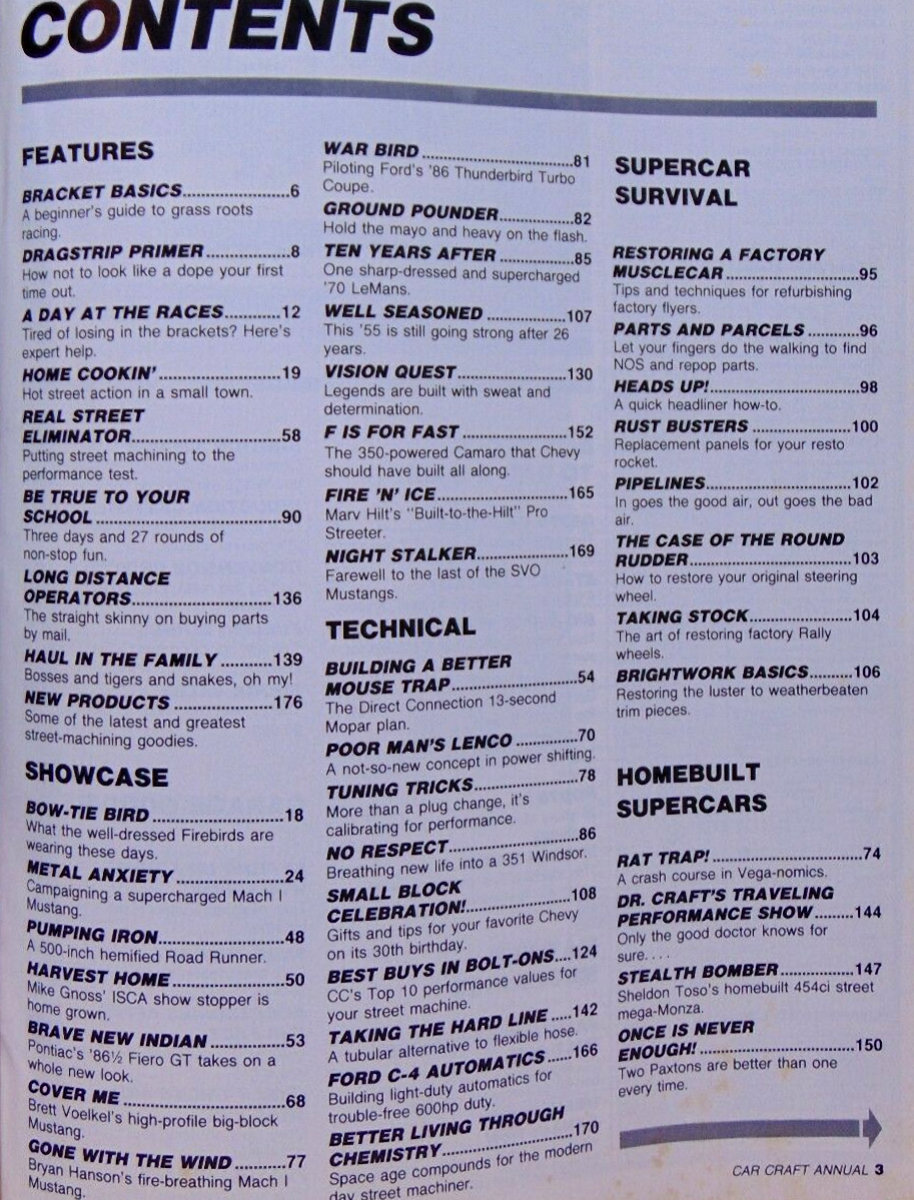 CONTENTS
FEATURES
BRACKET BASICS..................6
A beginner's guide to grass roots
racing.
DRAGSTRIP PRIMER..............8
How not to look like a dope your first
time out.
A DAY AT THE RACES..........12
Tired of losing in the brackets? Here's
expert help.
HOME COOKIN'.....................19
Hot street action in a small town.
REAL STREET
ELIMINATOR..........................58
Putting street machining to the
performance test.
BE TRUE TO YOUR
SCHOOL................................90
Three days and 27 rounds of
non-stop fun.
LONG DISTANCE
OPERATORS.........................136
The straight skinny on buying parts
by mail.
HAUL IN THE FAMILY..........139
Bosses and tigers and snakes, oh my!
NEW PRODUCTS .................176
Some of the latest and greatest
street-machining goodies.
SHOWCASE
BOW-TIE BIRD......................18
What the well-dressed Firebirds are
wearing these days.
METAL ANXIETY...................24
Campaigning a supercharged Mach I
Mustang.
PUMPING IRON......................48
A 500-inch hemified Road Runner.
HARVEST HOME....................50
Mike Gnoss' ISCA show stopper is
home grown.
BRAVE NEW INDIAN.............53
Pontiac's '86½ Fiero GT takes on a
whole new look.
COVER ME............................68
Brett Voelkel's high-profile big-block
Mustang.
GONE WITH THE WIND..........77
Bryan Hanson's fire-breathing Mach I
Mustang.
WAR BIRD ..........................81
Piloting Ford's '86 Thunderbird Turbo
Coupe.
GROUND POUNDER.............82
Hold the mayo and heavy on the flash.
TEN YEARS AFTER..............85
One sharp-dressed and supercharged
'70 LeMans.
WELL SEASONED ...............107
This '55 is still going strong after 26
years.
VISION QUEST....................130
Legends are built with sweat and
determination.
F IS FOR FAST ...................152
The 350-powered Camaro that Chevy
should have built all along.
FIRE 'N' ICE......................165
Marv Hilt's "Built-to-the-Hilt" Pro
Streeter.
NIGHT STALKER................169
Farewell to the last of the SVO
Mustangs.
TECHNICAL
BUILDING A BETTER
MOUSE TRAP......................54
The Direct Connection 13-second
Mopar plan.
POOR MAN'S LENCO .............70
A not-so-new concept in power shifting.
TUNING TRICKS..................78
More than a plug change, it's
calibrating for performance.
NO RESPECT......................86
Breathing new life into a 351 Windsor.
SMALL BLOCK
CELEBRATION!..................108
Gifts and tips for your favorite Chevy
on its 30th birthday.
BEST BUYS IN BOLT-ONS...124
CC's Top 10 performance values for
your street machine.
TAKING THE HARD LINE.....142
A tubular alternative to flexible hose.
FORD C-4 AUTOMATICS.....166
Building light-duty automatics for
trouble-free 600hp duty.
BETTER LIVING THROUGH
CHEMISTRY.......................170
Space age compounds for the modern
day street machiner.
SUPERCAR
SURVIVAL
RESTORING A FACTORY
MUSCLECAR......................95
Tips and techniques for refurbishing
factory flyers.
PARTS AND PARCELS..........96
Let your fingers do the walking to find
NOS and repop parts.
HEADS UP!.........................98
A quick headliner how-to.
RUST BUSTERS .................100
Replacement panels for your resto
rocket.
PIPELINES.........................102
In goes the good air, out goes the bad
air.
THE CASE OF THE ROUND
RUDDER............................103
How to restore your original steering
wheel.
TAKING STOCK...................104
The art of restoring factory Rally
wheels.
BRIGHTWORK BASICS........106
Restoring the luster to weatherbeaten
trim pieces.
HOMEBUILT
SUPERCARS
RAT TRAP!.........................74
A crash course in Vega-nomics.
DR. CRAFT'S TRAVELING
PERFORMANCE SHOW........144
Only the good doctor knows for
sure. . . .
STEALTH BOMBER..............147
Sheldon Toso's homebuilt 454ci street
mega-Monza.
ONCE IS NEVER
ENOUGH!..........................150
Two Paxtons are better than one
every time.
CAR CRAFT ANNUAL 3